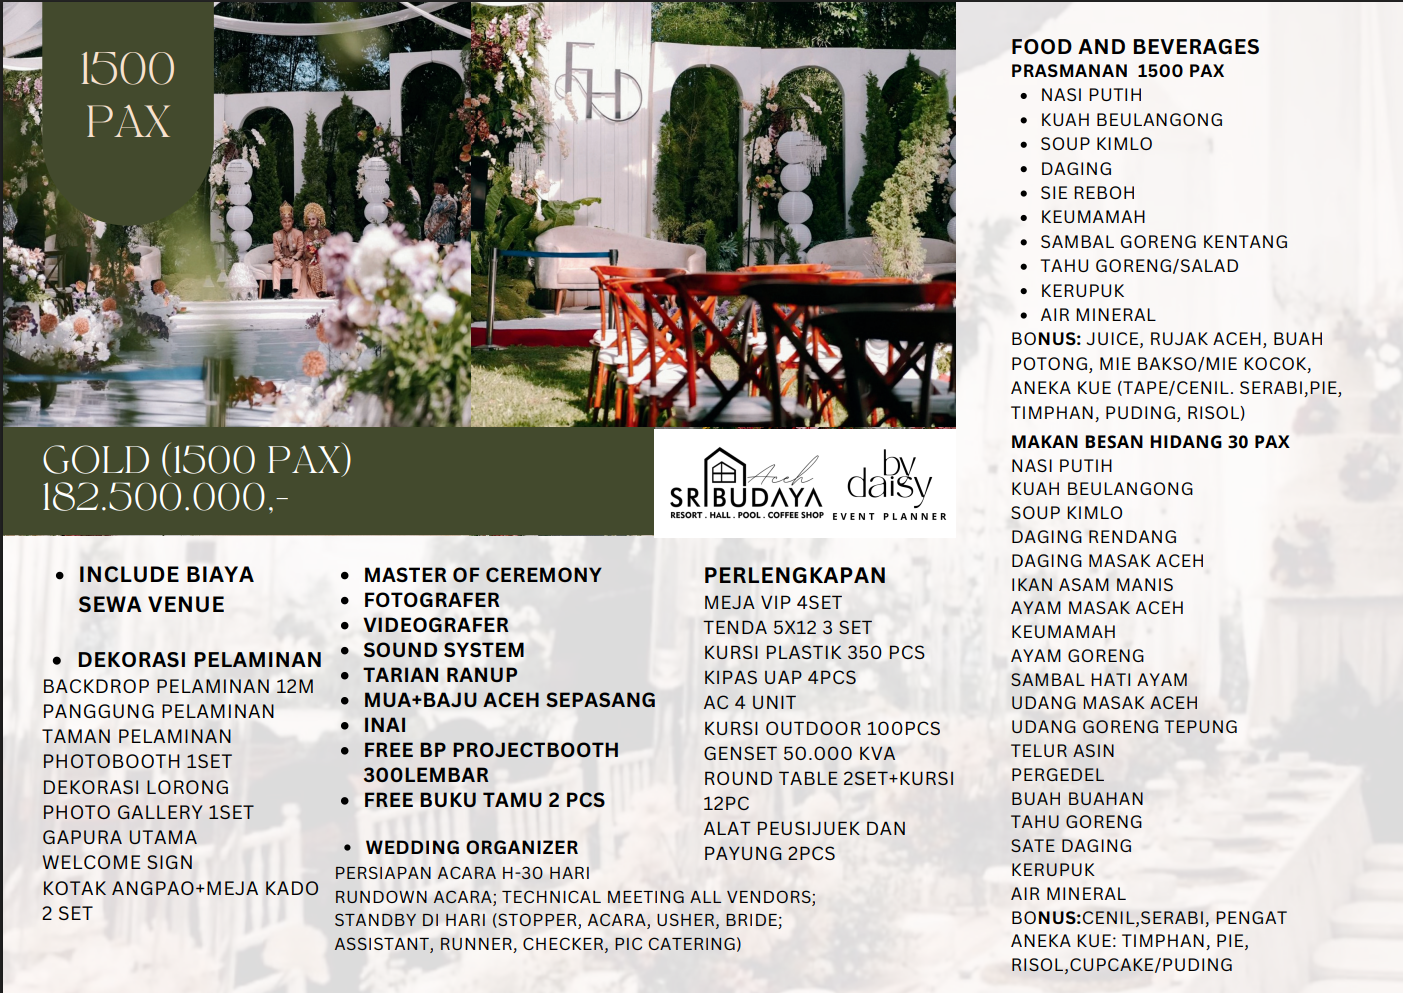 1500
PAX
FHD
GOLD (1500 PAX)
182.500.000,-
Aceh
SRIBUDAYA
RESORT . HALL . POOL . COFFEE SHOP
by
daisy
EVENT PLANNER
INCLUDE BIAYA
SEWA VENUE
DEKORASI PELAMINAN
BACKDROP PELAMINAN 12M
PANGGUNG PELAMINAN
TAMAN PELAMINAN
PHOTOBOOTH 1SET
DEKORASI LORONG
PHOTO GALLERY 1SET
GAPURA UTAMA
WELCOME SIGN
KOTAK ANGPAO+MEJA KADO
2 SET
MASTER OF CEREMONY
FOTOGRAFER
VIDEOGRAFER
SOUND SYSTEM
TARIAN RANUP
MUA+BAJU ACEH SEPASANG
INAI
FREE BP PROJECTBOOTH
300LEMBAR
FREE BUKU TAMU 2 PCS
WEDDING ORGANIZER
PERSIAPAN ACARA H-30 HARI
RUNDOWN ACARA; TECHNICAL MEETING ALL VENDORS;
STANDBY DI HARI (STOPPER, ACARA, USHER, BRIDE;
ASSISTANT, RUNNER, CHECKER, PIC CATERING)
PERLENGKAPAN
MEJA VIP 4SET
TENDA 5X12 3 SET
KURSI PLASTIK 350 PCS
KIPAS UAP 4PCS
AC 4 UNIT
KURSI OUTDOOR 100PCS
GENSET 50.000 KVA
ROUND TABLE 2SET+KURSI
12PC
ALAT PEUSIJUEK DAN
PAYUNG 2PCS
FOOD AND BEVERAGES
PRASMANAN 1500 PAX
NASI PUTIH
KUAH BEULANGONG
SOUP KIMLO
DAGING
SIE REBOH
KEUMAMAH
SAMBAL GORENG KENTANG
TAHU GORENG/SALAD
KERUPUK
AIR MINERAL
BONUS: JUICE, RUJAK ACEH, BUAH
POTONG, MIE BAKSO/MIE KOCOK,
ANEKA KUE (TAPE/CENIL. SERABI,PIE,
TIMPHAN, PUDING, RISOL)
MAKAN BESAN HIDANG 30 PAX
NASI PUTIH
KUAH BEULANGONG
SOUP KIMLO
DAGING RENDANG
DAGING MASAK ACEH
IKAN ASAM MANIS
AYAM MASAK ACEH
KEUMAMAH
AYAM GORENG
SAMBAL HATI AYAM
UDANG MASAK ACEH
UDANG GORENG TEPUNG
TELUR ASIN
PERGEDEL
BUAH BUAHAN
TAHU GORENG
SATE DAGING
KERUPUK
AIR MINERAL
BONUS:CENIL,SERABI, PENGAT
ANEKA KUE: TIMPHAN, PIE,
RISOL,CUPCAKE/PUDING